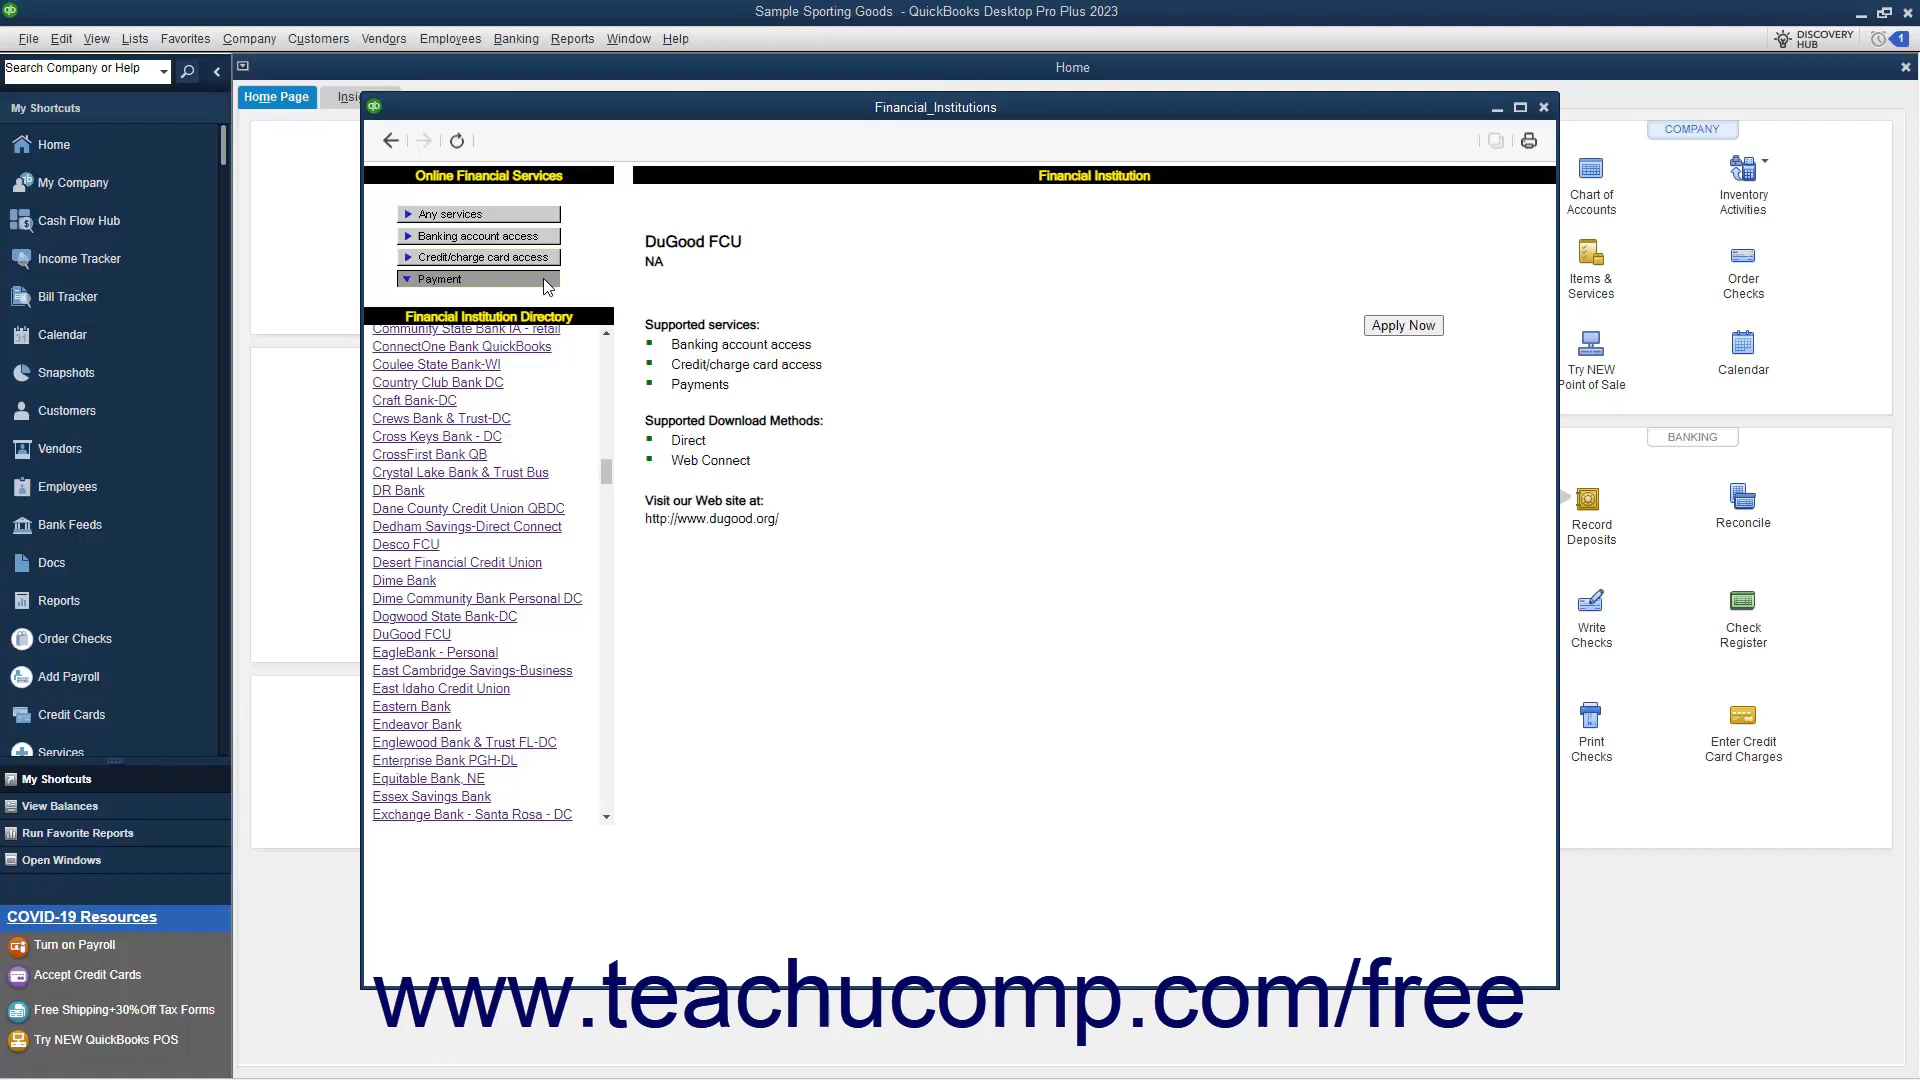 Sample Sporting Goods - QuickBooks Desktop Pro Plus 2023
File Edit View Lists Favorites Company Customers Vendors Employees Banking Reports Window Help
DISCOVERY
HUB
1
Search Company or Help
Home
My Shortcuts
Home
My Company
Cash Flow Hub
Income Tracker
Bill Tracker
Calendar
Snapshots
Customers
Vendors
Employees
Bank Feeds
Docs
Reports
Order Checks
Add Payroll
Credit Cards
Services
My Shortcuts
View Balances
Run Favorite Reports
Open Windows
COVID-19 Resources
Turn on Payroll
Accept Credit Cards
Free Shipping+30%Off Tax Forms
Try NEW QuickBooks POS
Home Page
Financial_Institutions
Online Financial Services
Any services
Banking account access
Credit/charge card access
Payment
Financial Institution Directory
Community State Bank IA - retail
ConnectOne Bank QuickBooks
Coulee State Bank-WI
Country Club Bank DC
Craft Bank-DC
Crews Bank & Trust-DC
Cross Keys Bank - DC
CrossFirst Bank QB
Crystal Lake Bank & Trust Bus
DR Bank
Dane County Credit Union QBDC
Dedham Savings-Direct Connect
Desco FCU
Desert Financial Credit Union
Dime Bank
Dime Community Bank Personal DC
Dogwood State Bank-DC
DuGood FCU
EagleBank - Personal
East Cambridge Savings-Business
East Idaho Credit Union
Eastern Bank
Endeavor Bank
Englewood Bank & Trust FL-DC
Enterprise Bank PGH-DL
Equitable Bank, NE
Essex Savings Bank
Exchange Bank - Santa Rosa - DC
Financial Institution
DuGood FCU
NA
Supported services:
Banking account access
Credit/charge card access
Payments
Apply Now
Supported Download Methods:
Direct
Web Connect
Visit our Web site at:
http://www.dugood.org/
COMPANY
Chart of
Accounts
Inventory
Activities
Items &
Services
Order
Checks
Try NEW
Point of Sale
Calendar
BANKING
Record
Deposits
Reconcile
Write
Checks
Check
Register
Print
Checks
Enter Credit
Card Charges
www.teachucomp.com/free